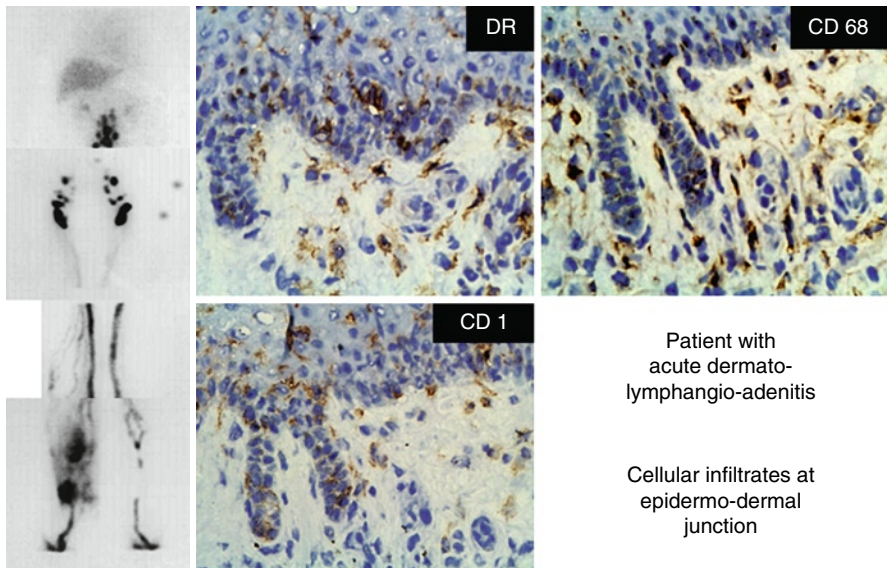 DR
CD 68
CD 1
Patient with
acute dermato-
lymphangio-adenitis
Cellular infiltrates at
epidermo-dermal
junction